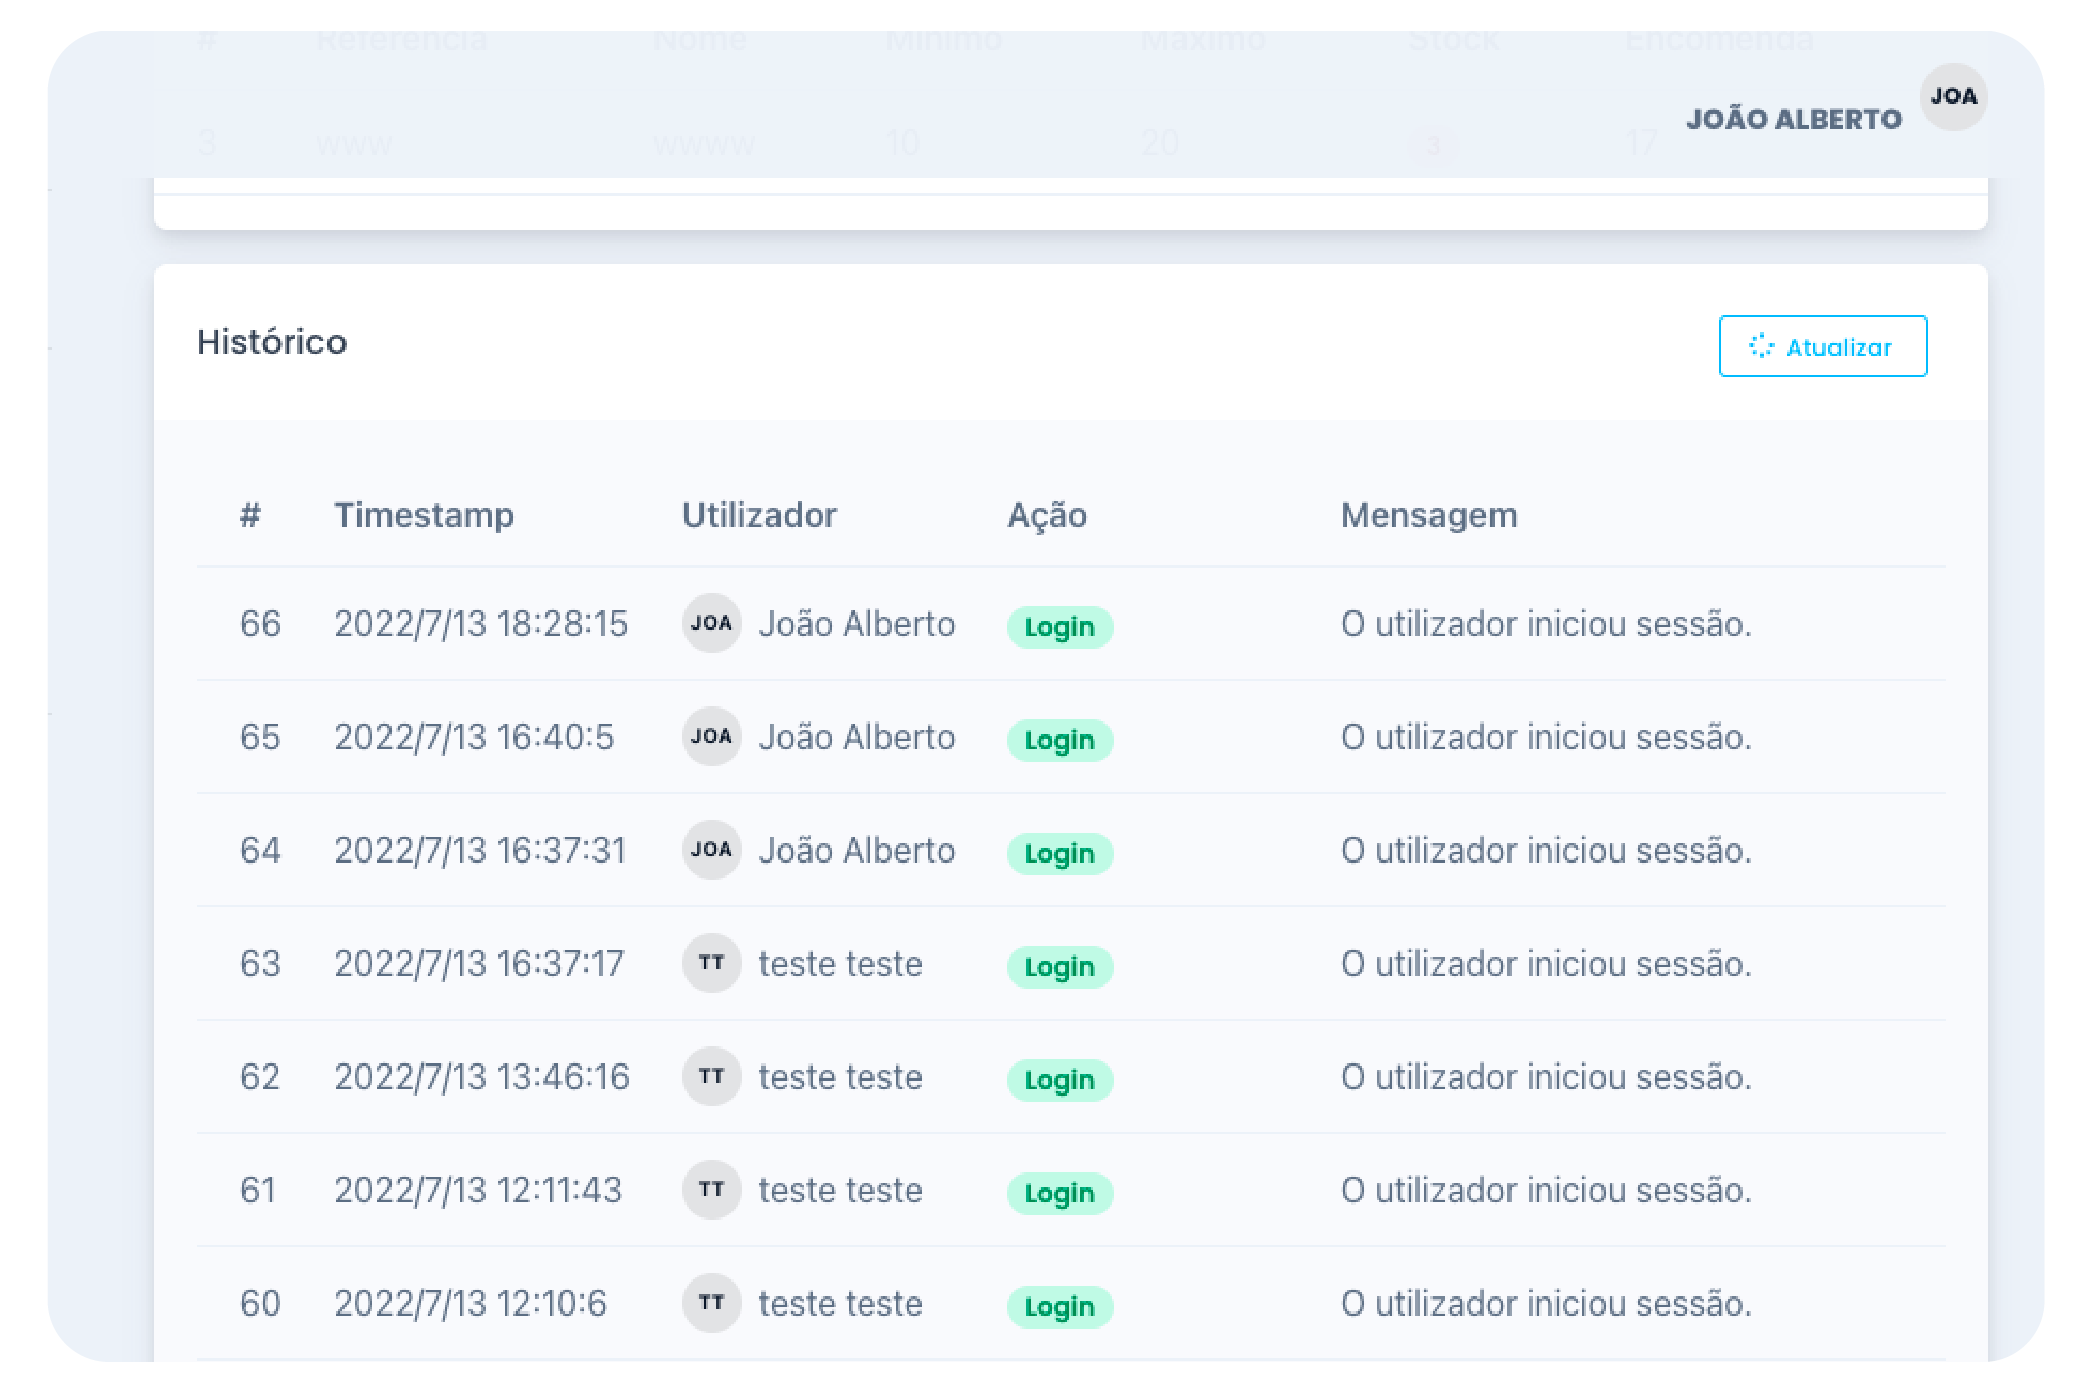 # Referência Nome Mínimo Máximo Stock Encomenda
JOA
JOÃO ALBERTO
3 www wwww 10 20 3 17
Histórico
Atualizar
# Timestamp Utilizador Ação Mensagem
66 2022/7/13 18:28:15 JOA João Alberto Login O utilizador iniciou sessão.
65 2022/7/13 16:40:5 JOA João Alberto Login O utilizador iniciou sessão.
64 2022/7/13 16:37:31 JOA João Alberto Login O utilizador iniciou sessão.
63 2022/7/13 16:37:17 TT teste teste Login O utilizador iniciou sessão.
62 2022/7/13 13:46:16 TT teste teste Login O utilizador iniciou sessão.
61 2022/7/13 12:11:43 TT teste teste Login O utilizador iniciou sessão.
60 2022/7/13 12:10:6 TT teste teste Login O utilizador iniciou sessão.